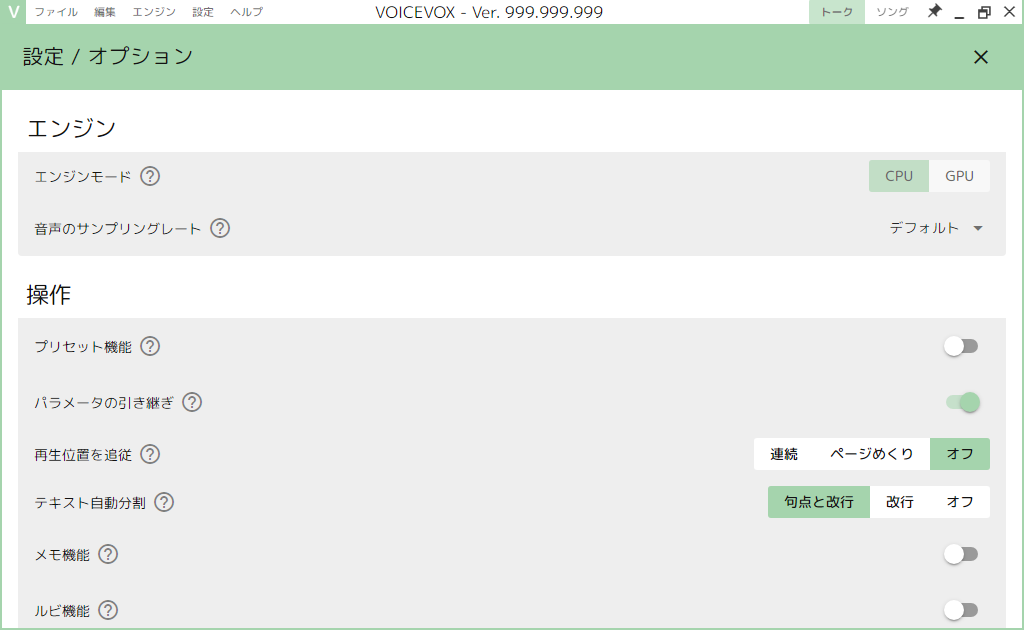 V ファイル 編集 エンジン 設定 ヘルプ VOICEVOX - Ver. 999.999.999 トーク ソング
設定 / オプション
エンジン
エンジンモード ? CPU GPU
音声のサンプリングレート ? デフォルト
操作
プリセット機能 ?
パラメータの引き継ぎ ?
再生位置を追従 ? 連続 ページめくり オフ
テキスト自動分割 ? 句点と改行 改行 オフ
メモ機能 ?
ルビ機能 ?